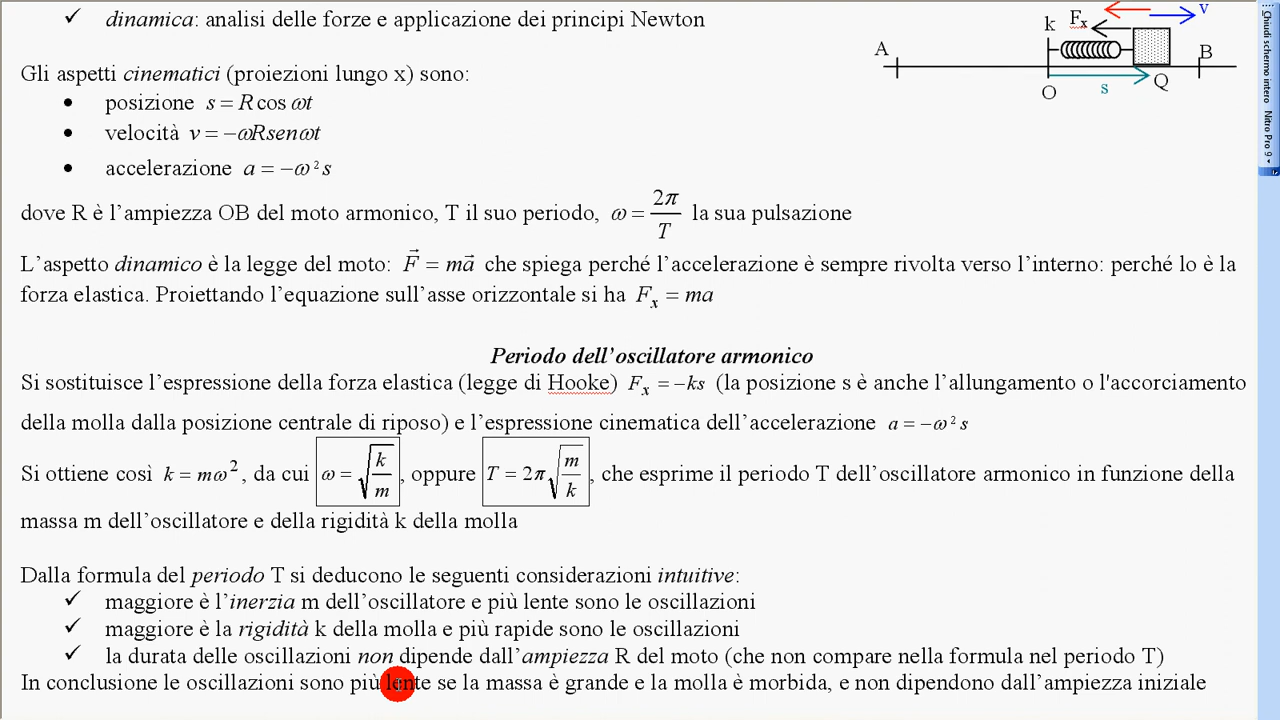 ✓ dinamica: analisi delle forze e applicazione dei principi Newton
k Fx v
A B
O s Q
Gli aspetti cinematici (proiezioni lungo x) sono:
• posizione s = R cos ωt
• velocità v = −ωRsenωt
• accelerazione a = −ω² s
dove R è l'ampiezza OB del moto armonico, T il suo periodo, ω = 2π/T la sua pulsazione
L'aspetto dinamico è la legge del moto: F⃗ = ma⃗ che spiega perché l'accelerazione è sempre rivolta verso l'interno: perché lo è la
forza elastica. Proiettando l'equazione sull'asse orizzontale si ha Fx = ma
Periodo dell'oscillatore armonico
Si sostituisce l'espressione della forza elastica (legge di Hooke) Fx = −ks (la posizione s è anche l'allungamento o l'accorciamento
della molla dalla posizione centrale di riposo) e l'espressione cinematica dell'accelerazione a = −ω² s
Si ottiene così k = mω², da cui ω = √(k/m), oppure T = 2π√(m/k), che esprime il periodo T dell'oscillatore armonico in funzione della
massa m dell'oscillatore e della rigidità k della molla
Dalla formula del periodo T si deducono le seguenti considerazioni intuitive:
✓ maggiore è l'inerzia m dell'oscillatore e più lente sono le oscillazioni
✓ maggiore è la rigidità k della molla e più rapide sono le oscillazioni
✓ la durata delle oscillazioni non dipende dall'ampiezza R del moto (che non compare nella formula nel periodo T)
In conclusione le oscillazioni sono più lente se la massa è grande e la molla è morbida, e non dipendono dall'ampiezza iniziale
Chiudi schermo intero Nitro Pro 9